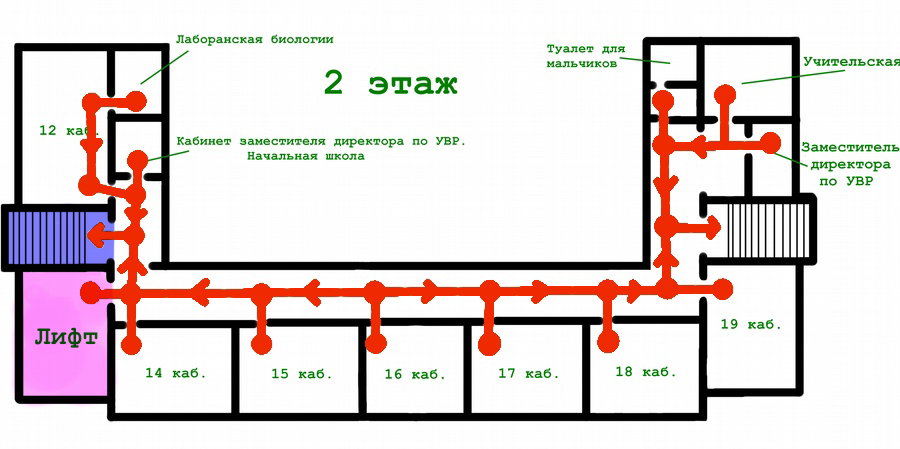 Лаборанская биологии
2 этаж
Туалет для
мальчиков
Учительская
12 каб.
Кабинет заместителя директора по УВР.
Начальная школа
Заместитель
директора
по УВР
Лифт
14 каб.
15 каб.
16 каб.
17 каб.
18 каб.
19 каб.